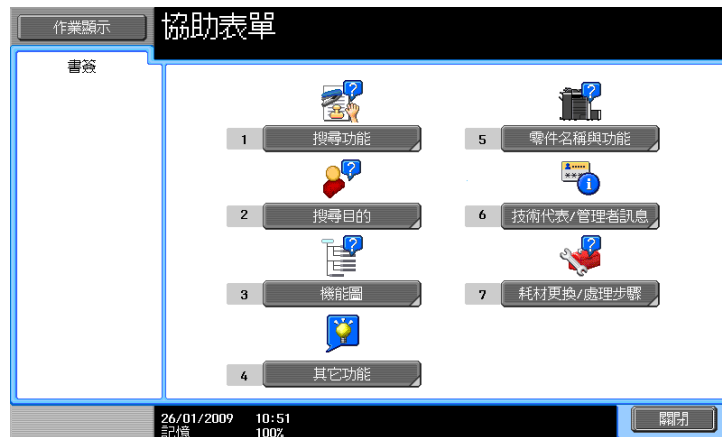 作業顯示
協助表單
書簽
1 搜尋功能
5 零件名稱與功能
2 搜尋目的
6 技術代表/管理者訊息
3 機能圖
7 耗材更換/處理步驟
4 其它功能
26/01/2009 10:51
記憶 100%
關閉